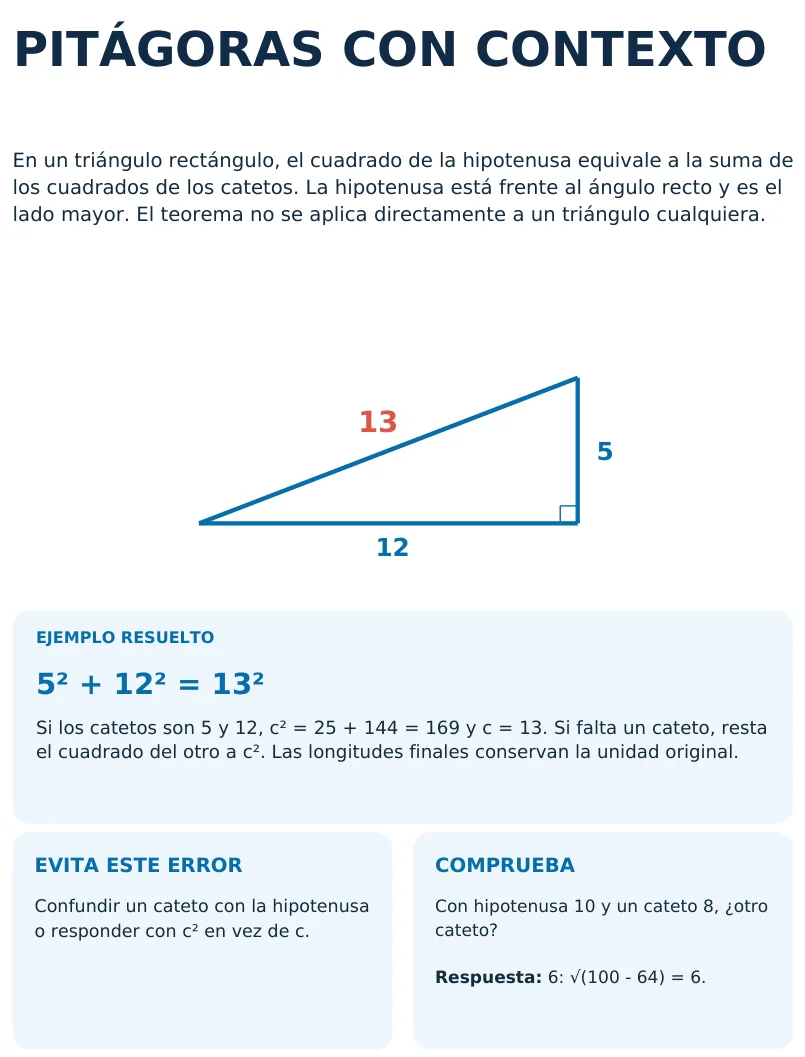 PITÁGORAS CON CONTEXTO
En un triángulo rectángulo, el cuadrado de la hipotenusa equivale a la suma de
los cuadrados de los catetos. La hipotenusa está frente al ángulo recto y es el
lado mayor. El teorema no se aplica directamente a un triángulo cualquiera.
13
5
12
EJEMPLO RESUELTO
5² + 12² = 13²
Si los catetos son 5 y 12, c² = 25 + 144 = 169 y c = 13. Si falta un cateto, resta
el cuadrado del otro a c². Las longitudes finales conservan la unidad original.
EVITA ESTE ERROR
Confundir un cateto con la hipotenusa
o responder con c² en vez de c.
COMPRUEBA
Con hipotenusa 10 y un cateto 8, ¿otro
cateto?
Respuesta: 6: √(100 - 64) = 6.